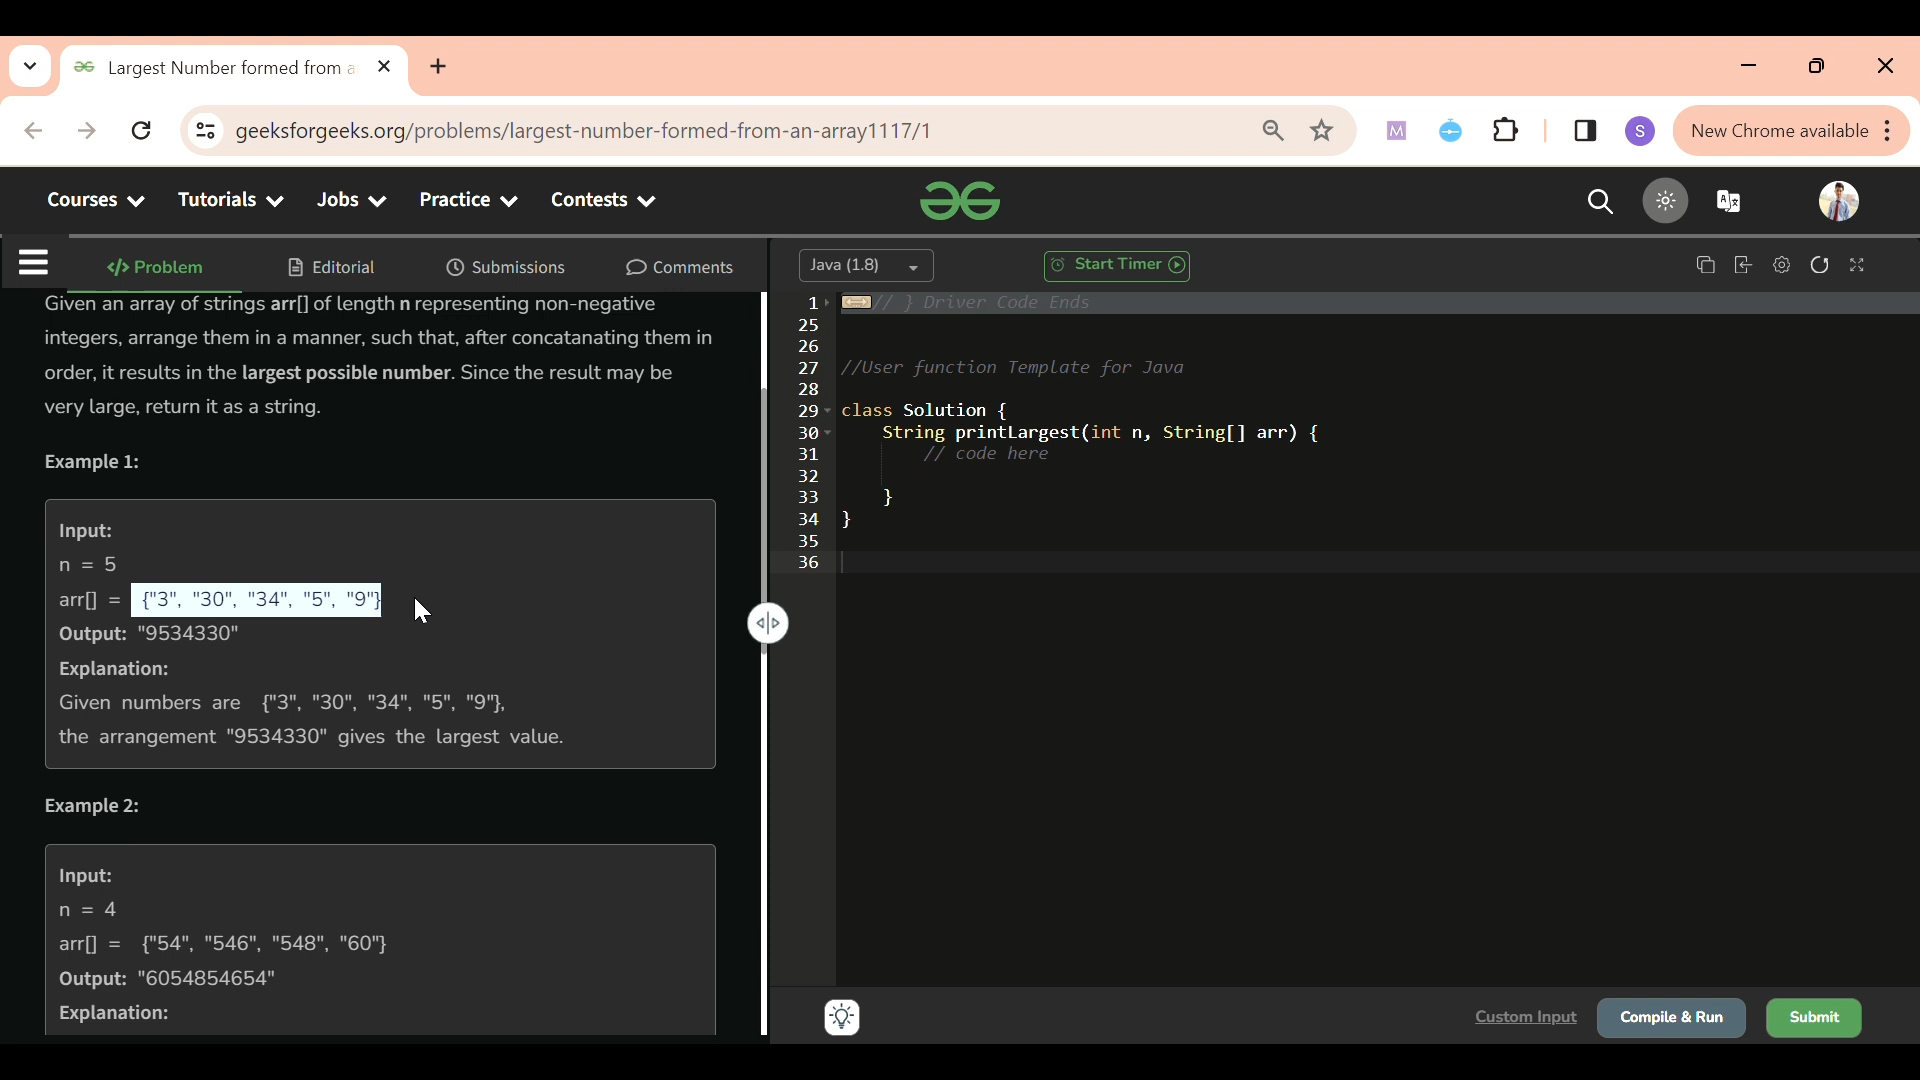 Largest Number formed from a
geeksforgeeks.org/problems/largest-number-formed-from-an-array1117/1
M
S
New Chrome available
Courses
Tutorials
Jobs
Practice
Contests
</> Problem
Editorial
Submissions
Comments
Java (1.8)
Start Timer
Given an array of strings arr[] of length n representing non-negative
integers, arrange them in a manner, such that, after concatanating them in
order, it results in the largest possible number. Since the result may be
very large, return it as a string.
Example 1:
Input:
n = 5
arr[] = {"3", "30", "34", "5", "9"}
Output: "9534330"
Explanation:
Given numbers are {"3", "30", "34", "5", "9"},
the arrangement "9534330" gives the largest value.
Example 2:
Input:
n = 4
arr[] = {"54", "546", "548", "60"}
Output: "6054854654"
Explanation:
1 // } Driver Code Ends
25
26
27 //User function Template for Java
28
29 class Solution {
30 String printLargest(int n, String[] arr) {
31 // code here
32
33 }
34 }
35
36
Custom Input
Compile & Run
Submit